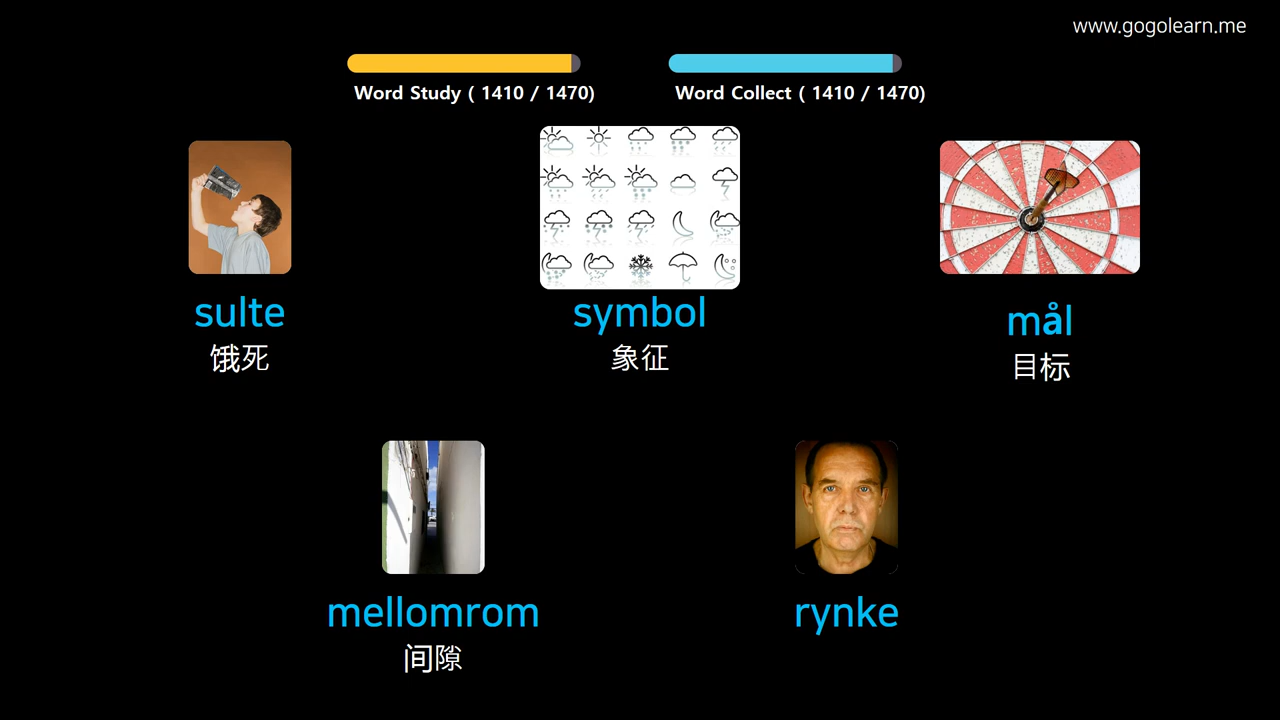 www.gogolearn.me
Word Study ( 1410 / 1470)
Word Collect ( 1410 / 1470)
sulte
饿死
symbol
象征
mål
目标
mellomrom
间隙
rynke